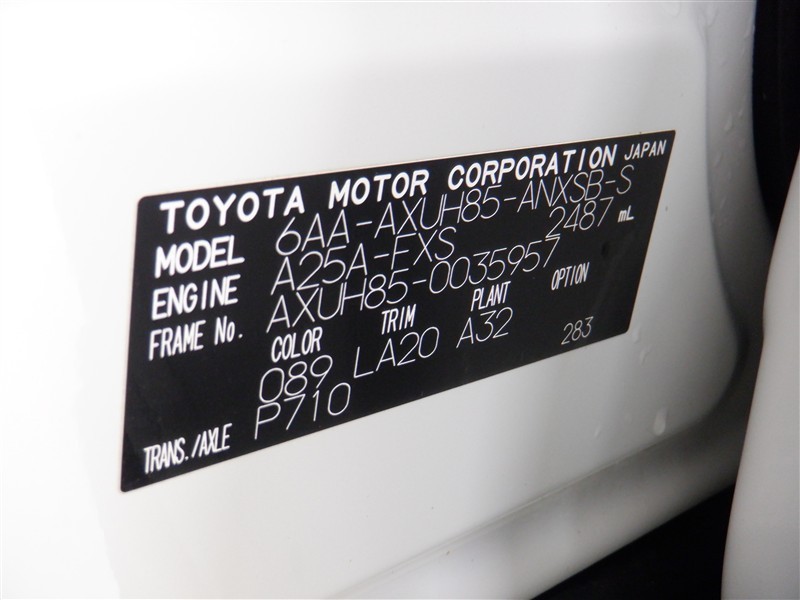 TOYOTA MOTOR CORPORATION JAPAN
MODEL 6AA-AXUH85-ANXSB-S
ENGINE A25A-FXS 2487 mL
FRAME No. AXUH85-0035957
COLOR TRIM PLANT OPTION
089 LA20 A32 283
TRANS./AXLE P710